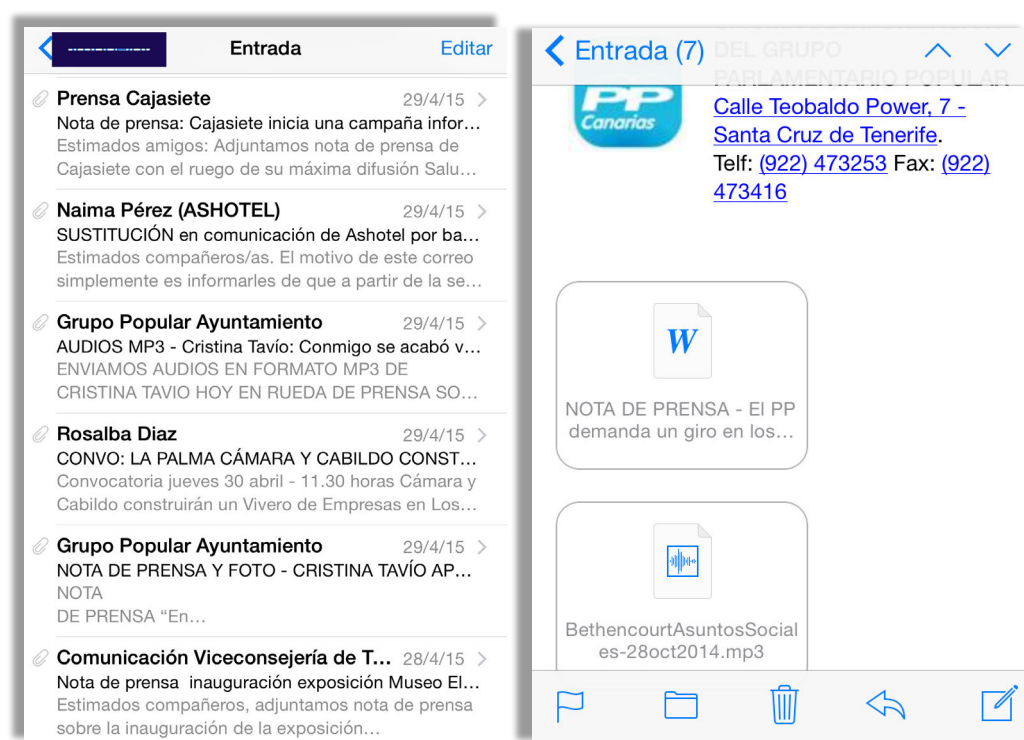 Entrada
Editar
Prensa Cajasiete
29/4/15
Nota de prensa: Cajasiete inicia una campaña infor...
Estimados amigos: Adjuntamos nota de prensa de
Cajasiete con el ruego de su máxima difusión Salu...
Naima Pérez (ASHOTEL)
29/4/15
SUSTITUCIÓN en comunicación de Ashotel por ba...
Estimados compañeros/as. El motivo de este correo
simplemente es informarles de que a partir de la se...
Grupo Popular Ayuntamiento
29/4/15
AUDIOS MP3 - Cristina Tavío: Conmigo se acabó v...
ENVIAMOS AUDIOS EN FORMATO MP3 DE
CRISTINA TAVIO HOY EN RUEDA DE PRENSA SO...
Rosalba Diaz
29/4/15
CONVO: LA PALMA CÁMARA Y CABILDO CONST...
Convocatoria jueves 30 abril - 11.30 horas Cámara y
Cabildo construirán un Vivero de Empresas en Los...
Grupo Popular Ayuntamiento
29/4/15
NOTA DE PRENSA Y FOTO - CRISTINA TAVÍO AP...
NOTA
DE PRENSA “En...
Comunicación Viceconsejería de T...
28/4/15
Nota de prensa  inauguración exposición Museo El...
Estimados compañeros, adjuntamos nota de prensa
sobre la inauguración de la exposición...
Entrada (7)
DEL GRUPO
PARLAMENTARIO POPULAR
PP
Canarias
Calle Teobaldo Power, 7 -
Santa Cruz de Tenerife.
Telf: (922) 473253 Fax: (922)
473416
W
NOTA DE PRENSA - El PP
demanda un giro en los...
BethencourtAsuntosSocial
es-28oct2014.mp3